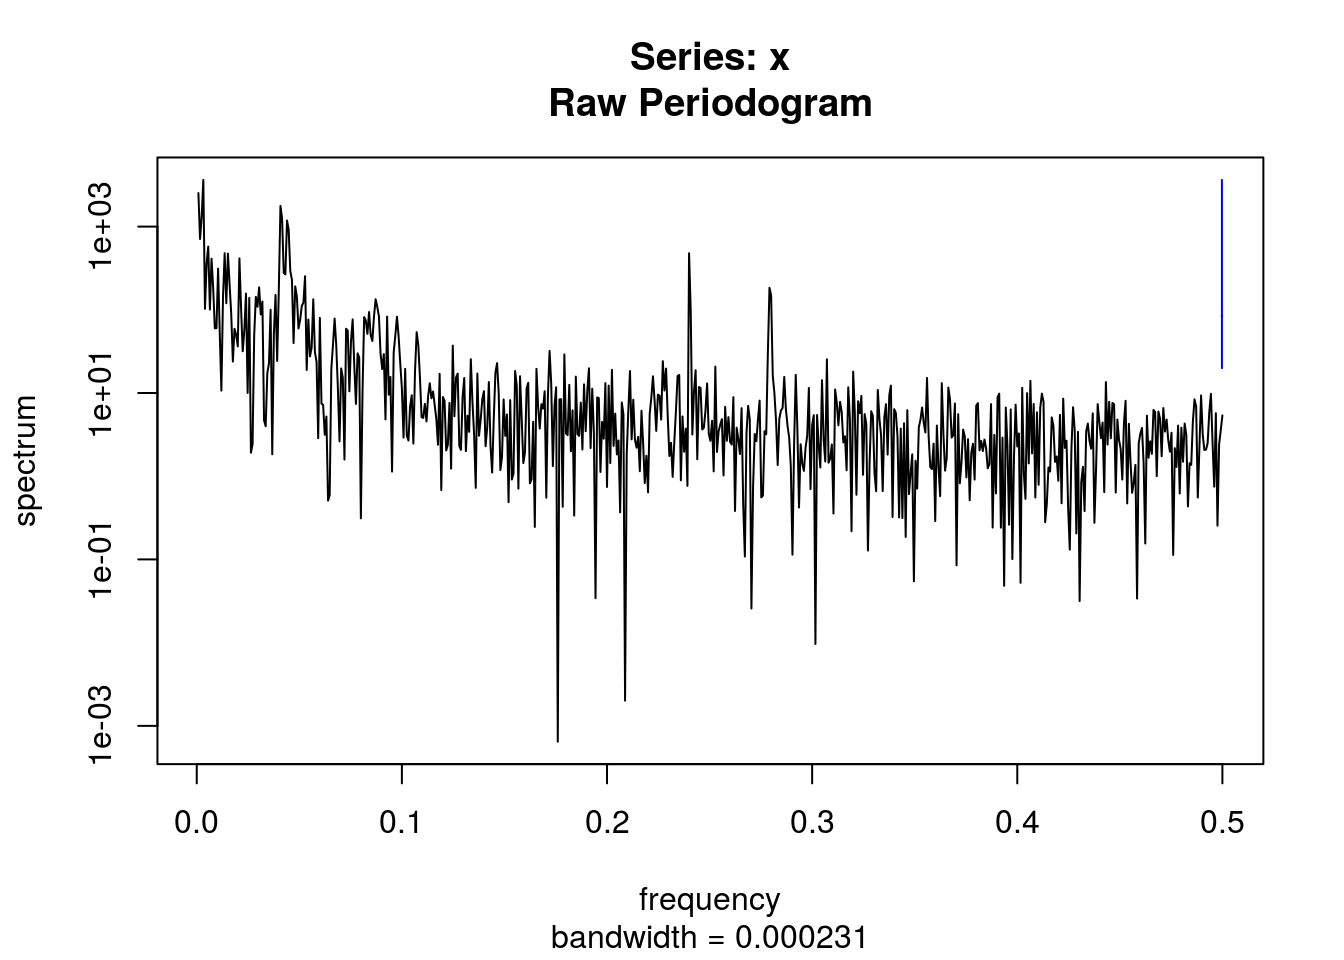 Series: x
Raw Periodogram
spectrum
1e+03
1e+01
1e-01
1e-03
0.0 0.1 0.2 0.3 0.4 0.5
frequency
bandwidth = 0.000231